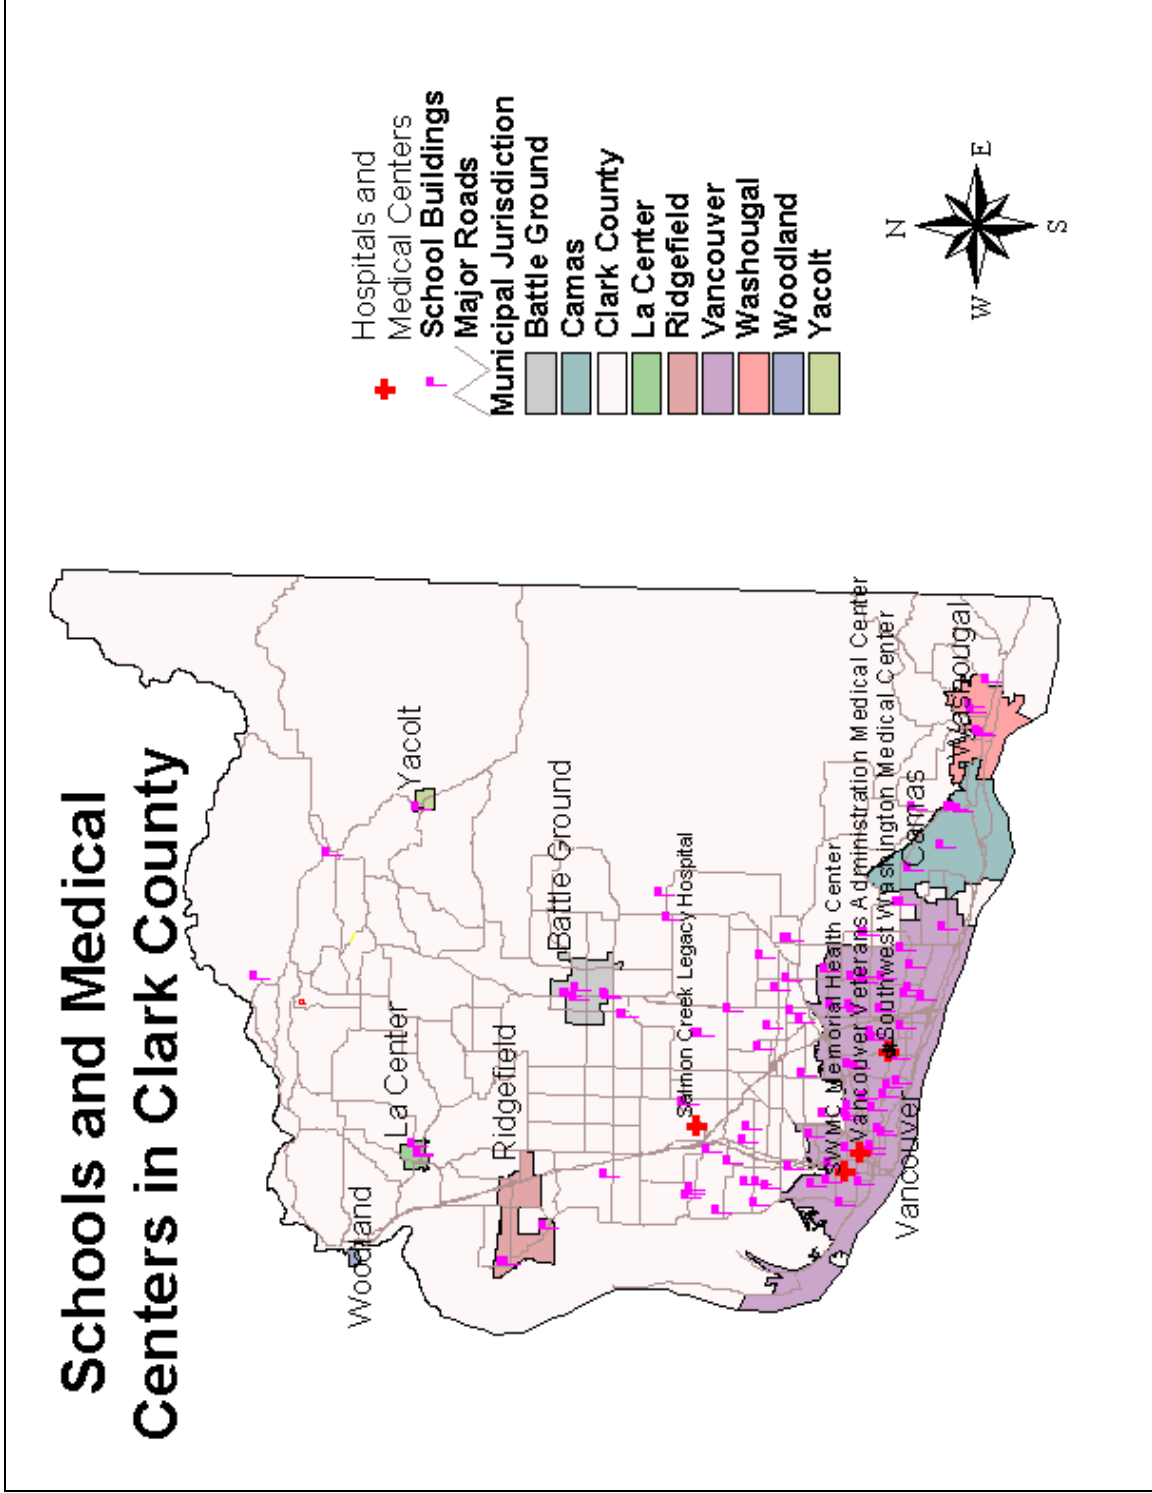 Schools and Medical
Centers in Clark County
Woodland
La Center
Yacolt
Ridgefield
Battle Ground
Salmon Creek Legacy Hospital
SWMC Memorial Health Center
Vancouver Veterans Administration Medical Center
Southwest Washington Medical Center
Vancouver
Camas
Washougal
Hospitals and
Medical Centers
School Buildings
Major Roads
Municipal Jurisdiction
Battle Ground
Camas
Clark County
La Center
Ridgefield
Vancouver
Washougal
Woodland
Yacolt
N
W
E
S